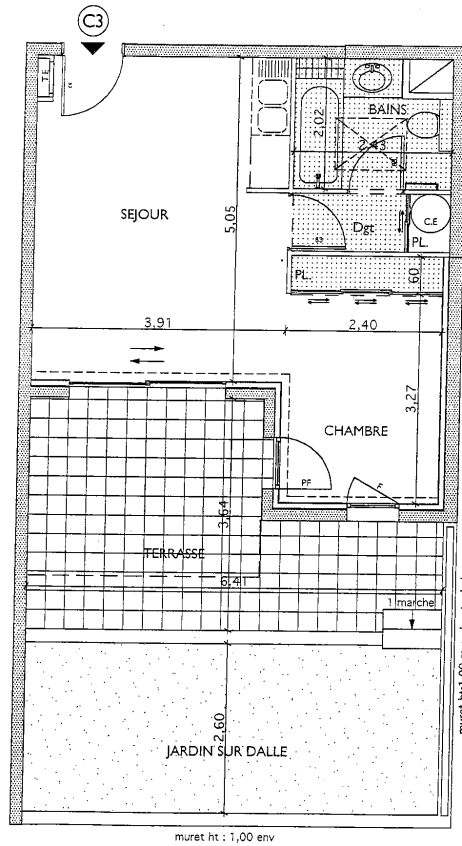 C3
T.E
BAINS
2,02
2,43
SEJOUR
5,05
83
Dgt
C.E
PL.
PL.
60
3,91
2,40
3,27
CHAMBRE
PF
F
3,64
TERRASSE
6,41
1 marche
2,60
JARDIN SUR DALLE
muret ht : 1,00 env